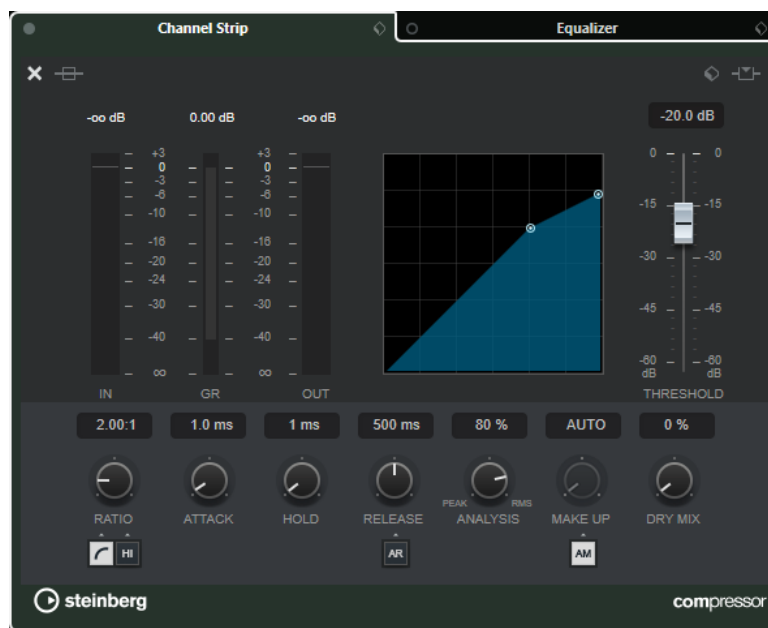 Channel Strip
Equalizer
-oo dB 0.00 dB -oo dB -20.0 dB
+3 +3 0 0
0 0
-3 -3
-6 -6
-10 -10 -15 -15
-16 -16
-20 -20 -30 -30
-24 -24
-30 -30 -45 -45
-40 -40
∞ ∞ -60 -60
dB dB
IN GR OUT THRESHOLD
2.00:1 1.0 ms 1 ms 500 ms 80 % AUTO 0 %
PEAK RMS
RATIO ATTACK HOLD RELEASE ANALYSIS MAKE UP DRY MIX
HI AR AM
steinberg compressor